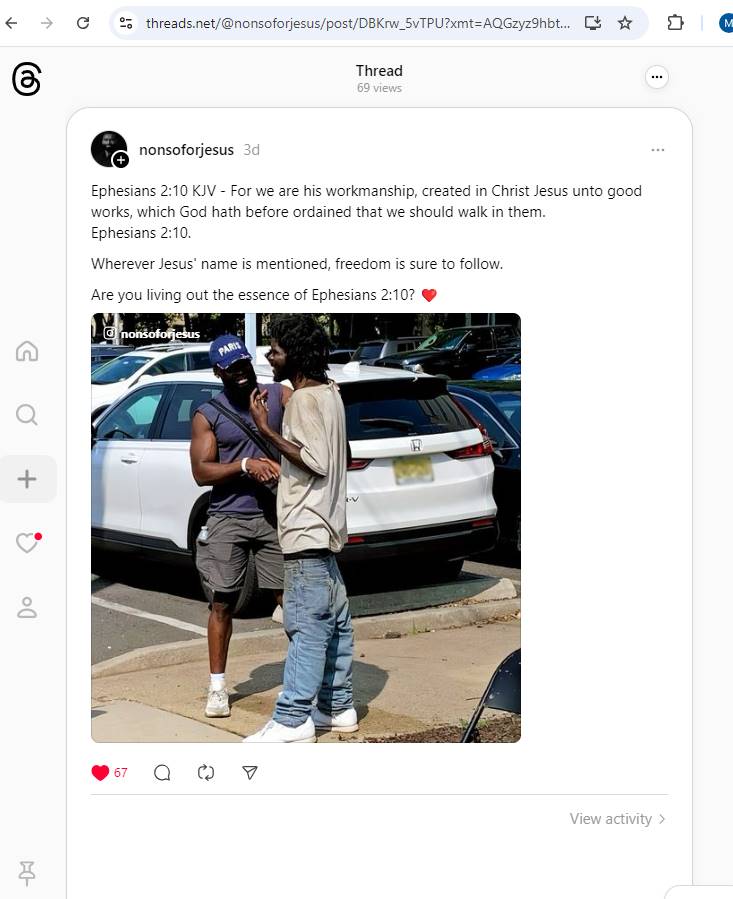 threads.net/@nonsoforjesus/post/DBKrw_5vTPU?xmt=AQGzyz9hbt...
M
Thread
69 views
nonsoforjesus 3d
Ephesians 2:10 KJV - For we are his workmanship, created in Christ Jesus unto good
works, which God hath before ordained that we should walk in them.
Ephesians 2:10.
Wherever Jesus' name is mentioned, freedom is sure to follow.
Are you living out the essence of Ephesians 2:10?
nonsoforjesus
PARIS
67
View activity